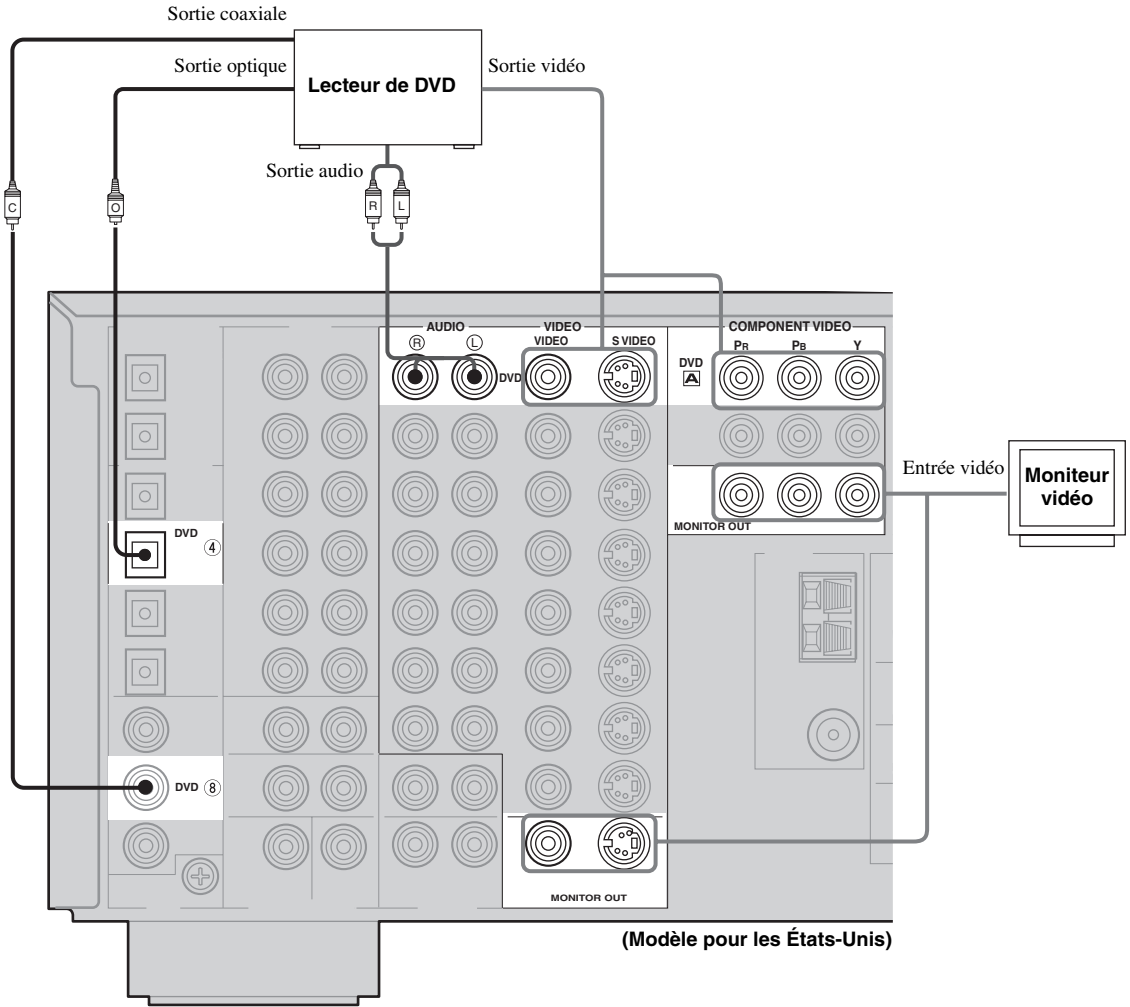 Sortie coaxiale
Sortie optique
Lecteur de DVD
Sortie vidéo
Sortie audio
C
O
R L
AUDIO
VIDEO
COMPONENT VIDEO
R L
VIDEO S VIDEO
PR PB Y
DVD
DVD
A
Entrée vidéo
Moniteur
vidéo
MONITOR OUT
DVD 4
DVD 8
MONITOR OUT
(Modèle pour les États-Unis)